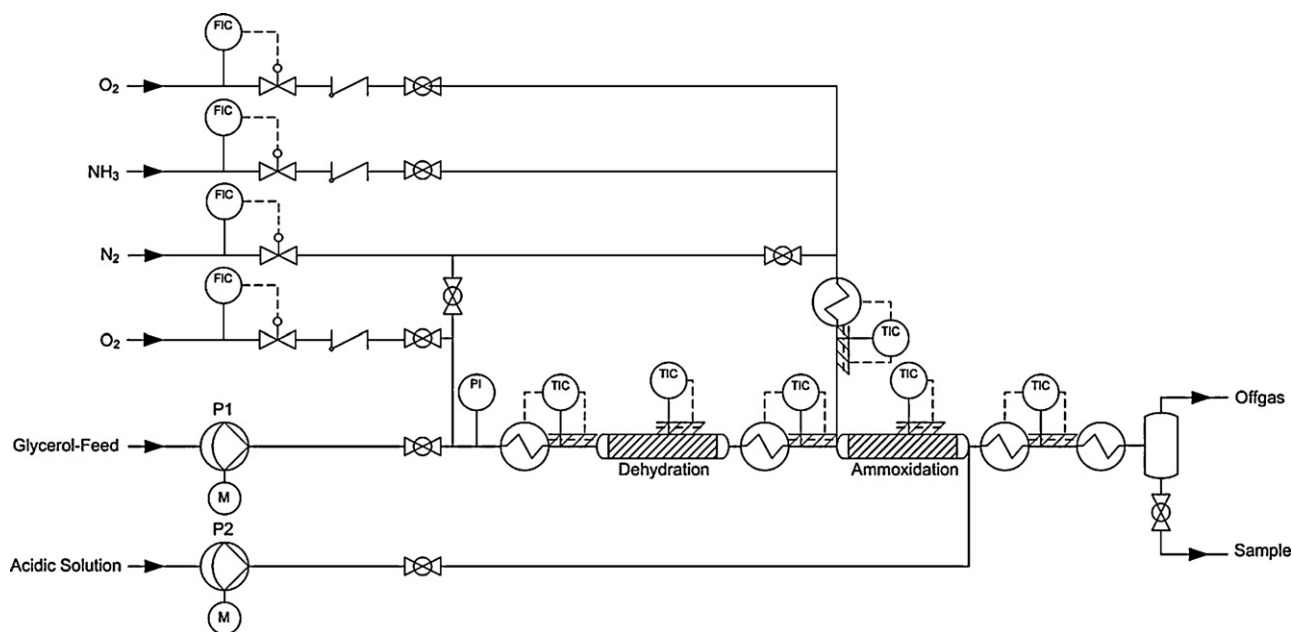 FIC
O₂
FIC
NH₃
FIC
N₂
FIC
O₂
PI
TIC
TIC
TIC
TIC
TIC
TIC
P1
Glycerol-Feed
M
Dehydration
Ammoxidation
Offgas
P2
Acidic Solution
M
Sample